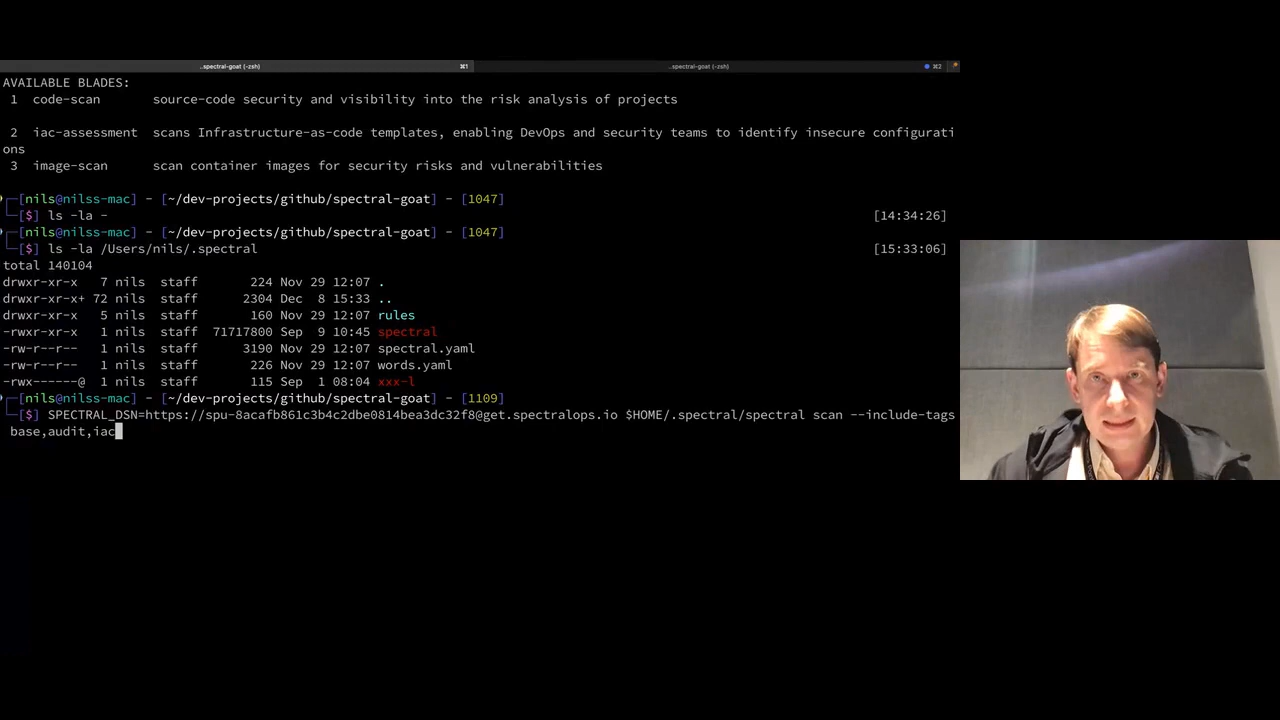 ..spectral-goat (-zsh) ⌘1 ..spectral-goat (-zsh) ⌘2
AVAILABLE BLADES:
1 code-scan source-code security and visibility into the risk analysis of projects
2 iac-assessment scans Infrastructure-as-code templates, enabling DevOps and security teams to identify insecure configurati
ons
3 image-scan scan container images for security risks and vulnerabilities
┌─[nils@nilss-mac] - [~/dev-projects/github/spectral-goat] - [1047]
└─[$] ls -la - [14:34:26]
┌─[nils@nilss-mac] - [~/dev-projects/github/spectral-goat] - [1047]
└─[$] ls -la /Users/nils/.spectral [15:33:06]
total 140104
drwxr-xr-x 7 nils staff 224 Nov 29 12:07 .
drwxr-xr-x+ 72 nils staff 2304 Dec 8 15:33 ..
drwxr-xr-x 5 nils staff 160 Nov 29 12:07 rules
-rwxr-xr-x 1 nils staff 71717800 Sep 9 10:45 spectral
-rw-r--r-- 1 nils staff 3190 Nov 29 12:07 spectral.yaml
-rw-r--r-- 1 nils staff 226 Nov 29 12:07 words.yaml
-rwx------@ 1 nils staff 115 Sep 1 08:04 xxx-l
┌─[nils@nilss-mac] - [~/dev-projects/github/spectral-goat] - [1109]
└─[$] SPECTRAL_DSN=https://spu-8acafb861c3b4c2dbe0814bea3dc32f8@get.spectralops.io $HOME/.spectral/spectral scan --include-tags
base,audit,iac